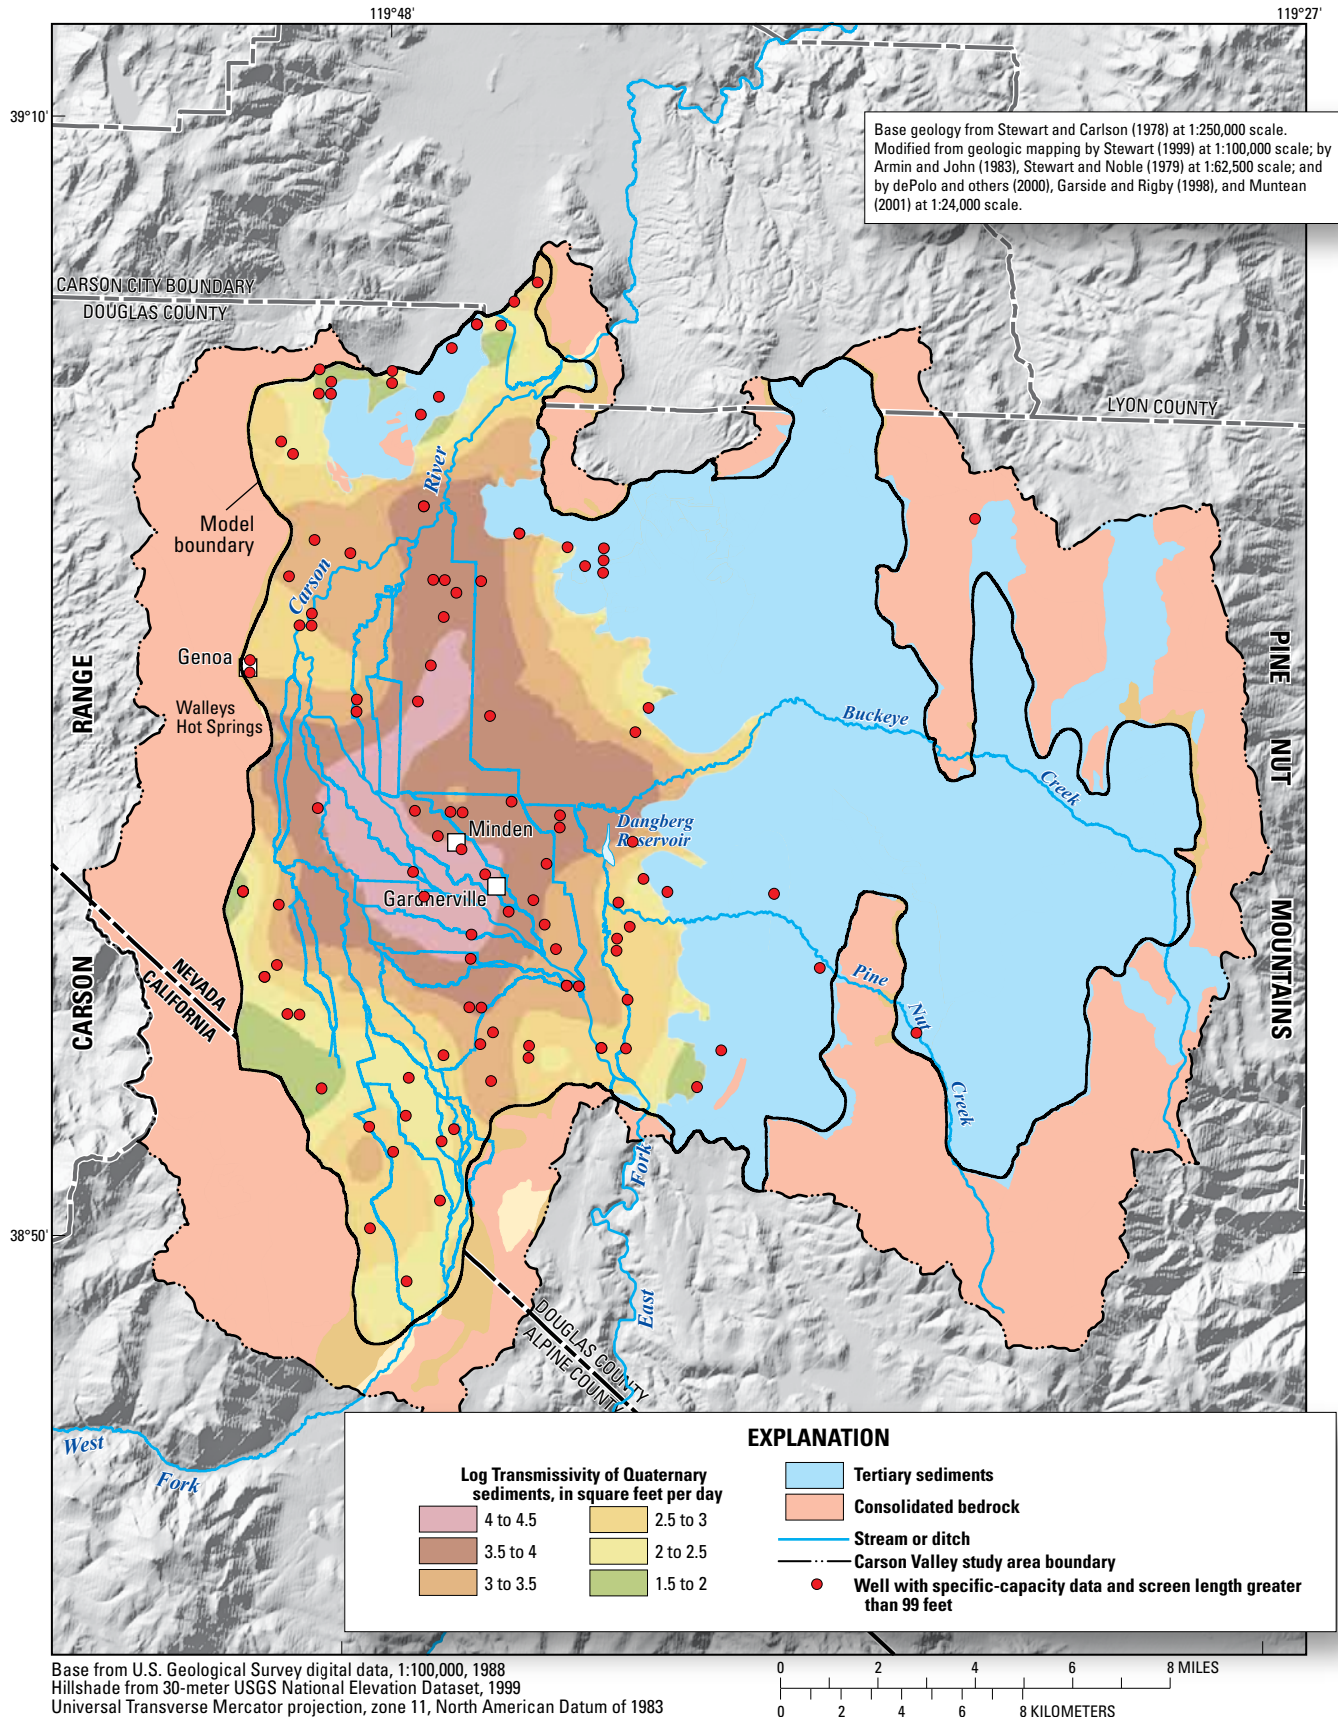 119°48'
119°27'
39°10'
Base geology from Stewart and Carlson (1978) at 1:250,000 scale.
Modified from geologic mapping by Stewart (1999) at 1:100,000 scale; by
Armin and John (1983), Stewart and Noble (1979) at 1:62,500 scale; and
by dePolo and others (2000), Garside and Rigby (1998), and Muntean
(2001) at 1:24,000 scale.
CARSON CITY BOUNDARY
DOUGLAS COUNTY
LYON COUNTY
River
Model
boundary
Carson
Genoa
Walleys
Hot Springs
RANGE
CARSON
PINE
NUT
MOUNTAINS
Buckeye
Creek
Dangberg
Reservoir
Minden
Gardnerville
NEVADA
CALIFORNIA
Pine
Nut
Creek
Fork
East
38°50'
DOUGLAS COUNTY
ALPINE COUNTY
West
Fork
EXPLANATION
Log Transmissivity of Quaternary
sediments, in square feet per day
4 to 4.5
3.5 to 4
3 to 3.5
2.5 to 3
2 to 2.5
1.5 to 2
Tertiary sediments
Consolidated bedrock
Stream or ditch
Carson Valley study area boundary
Well with specific-capacity data and screen length greater
than 99 feet
Base from U.S. Geological Survey digital data, 1:100,000, 1988
Hillshade from 30-meter USGS National Elevation Dataset, 1999
Universal Transverse Mercator projection, zone 11, North American Datum of 1983
0 2 4 6 8 MILES
0 2 4 6 8 KILOMETERS